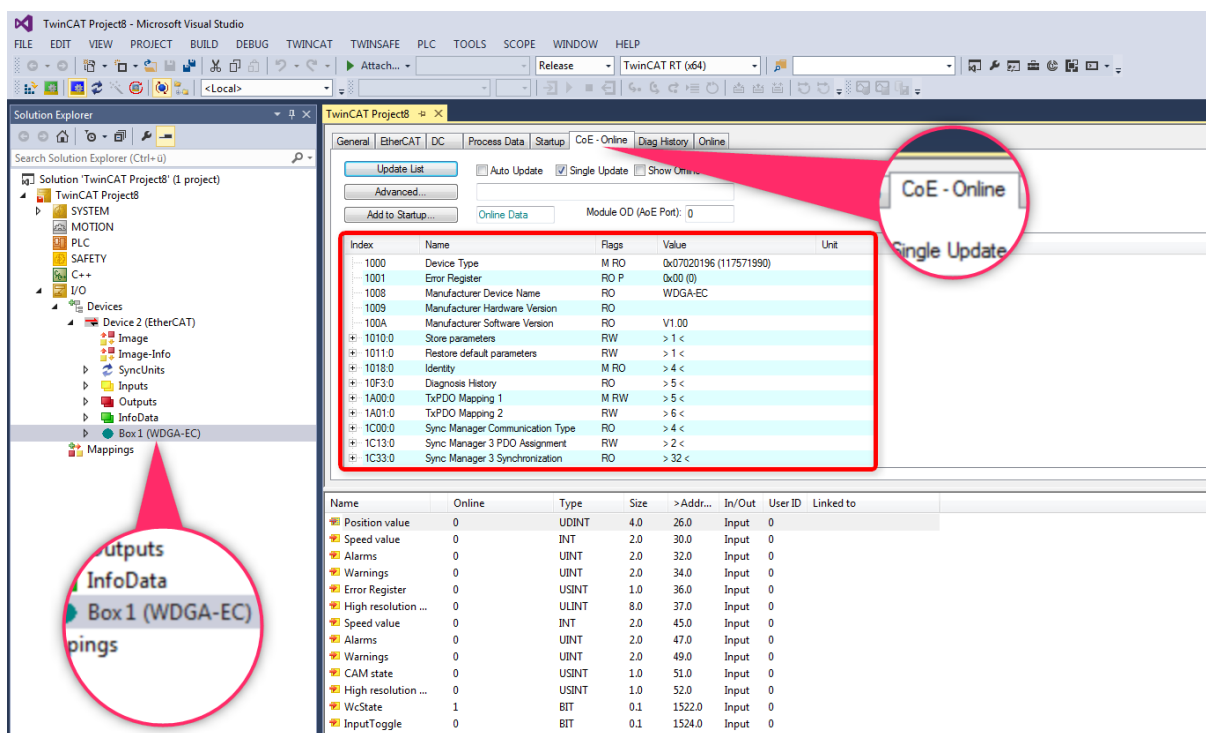 TwinCAT Project8 - Microsoft Visual Studio
FILE EDIT VIEW PROJECT BUILD DEBUG TWINCAT TWINSAFE PLC TOOLS SCOPE WINDOW HELP
Attach... Release TwinCAT RT (x64)
<Local>
Solution Explorer
Search Solution Explorer (Ctrl+ü)
Solution 'TwinCAT Project8' (1 project)
TwinCAT Project8
SYSTEM
MOTION
PLC
SAFETY
C++
I/O
Devices
Device 2 (EtherCAT)
Image
Image-Info
SyncUnits
Inputs
Outputs
InfoData
Box 1 (WDGA-EC)
Mappings
utputs
InfoData
Box 1 (WDGA-EC)
pings
TwinCAT Project8
General EtherCAT DC Process Data Startup CoE - Online Diag History Online
Update List Auto Update Single Update Show
Advanced...
Add to Startup... Online Data Module OD (AoE Port): 0
CoE - Online
Single Update
Index Name Flags Value Unit
1000 Device Type M RO 0x07020196 (117571990)
1001 Error Register RO P 0x00 (0)
1008 Manufacturer Device Name RO WDGA-EC
1009 Manufacturer Hardware Version RO
100A Manufacturer Software Version RO V1.00
1010:0 Store parameters RW > 1 <
1011:0 Restore default parameters RW > 1 <
1018:0 Identity M RO > 4 <
10F3:0 Diagnosis History RO > 5 <
1A00:0 TxPDO Mapping 1 M RW > 5 <
1A01:0 TxPDO Mapping 2 RW > 6 <
1C00:0 Sync Manager Communication Type RO > 4 <
1C13:0 Sync Manager 3 PDO Assignment RW > 2 <
1C33:0 Sync Manager 3 Synchronization RO > 32 <
Name Online Type Size >Addr... In/Out User ID Linked to
Position value 0 UDINT 4.0 26.0 Input 0
Speed value 0 INT 2.0 30.0 Input 0
Alarms 0 UINT 2.0 32.0 Input 0
Warnings 0 UINT 2.0 34.0 Input 0
Error Register 0 USINT 1.0 36.0 Input 0
High resolution ... 0 ULINT 8.0 37.0 Input 0
Speed value 0 INT 2.0 45.0 Input 0
Alarms 0 UINT 2.0 47.0 Input 0
Warnings 0 UINT 2.0 49.0 Input 0
CAM state 0 USINT 1.0 51.0 Input 0
High resolution ... 0 USINT 1.0 52.0 Input 0
WcState 1 BIT 0.1 1522.0 Input 0
InputToggle 0 BIT 0.1 1524.0 Input 0